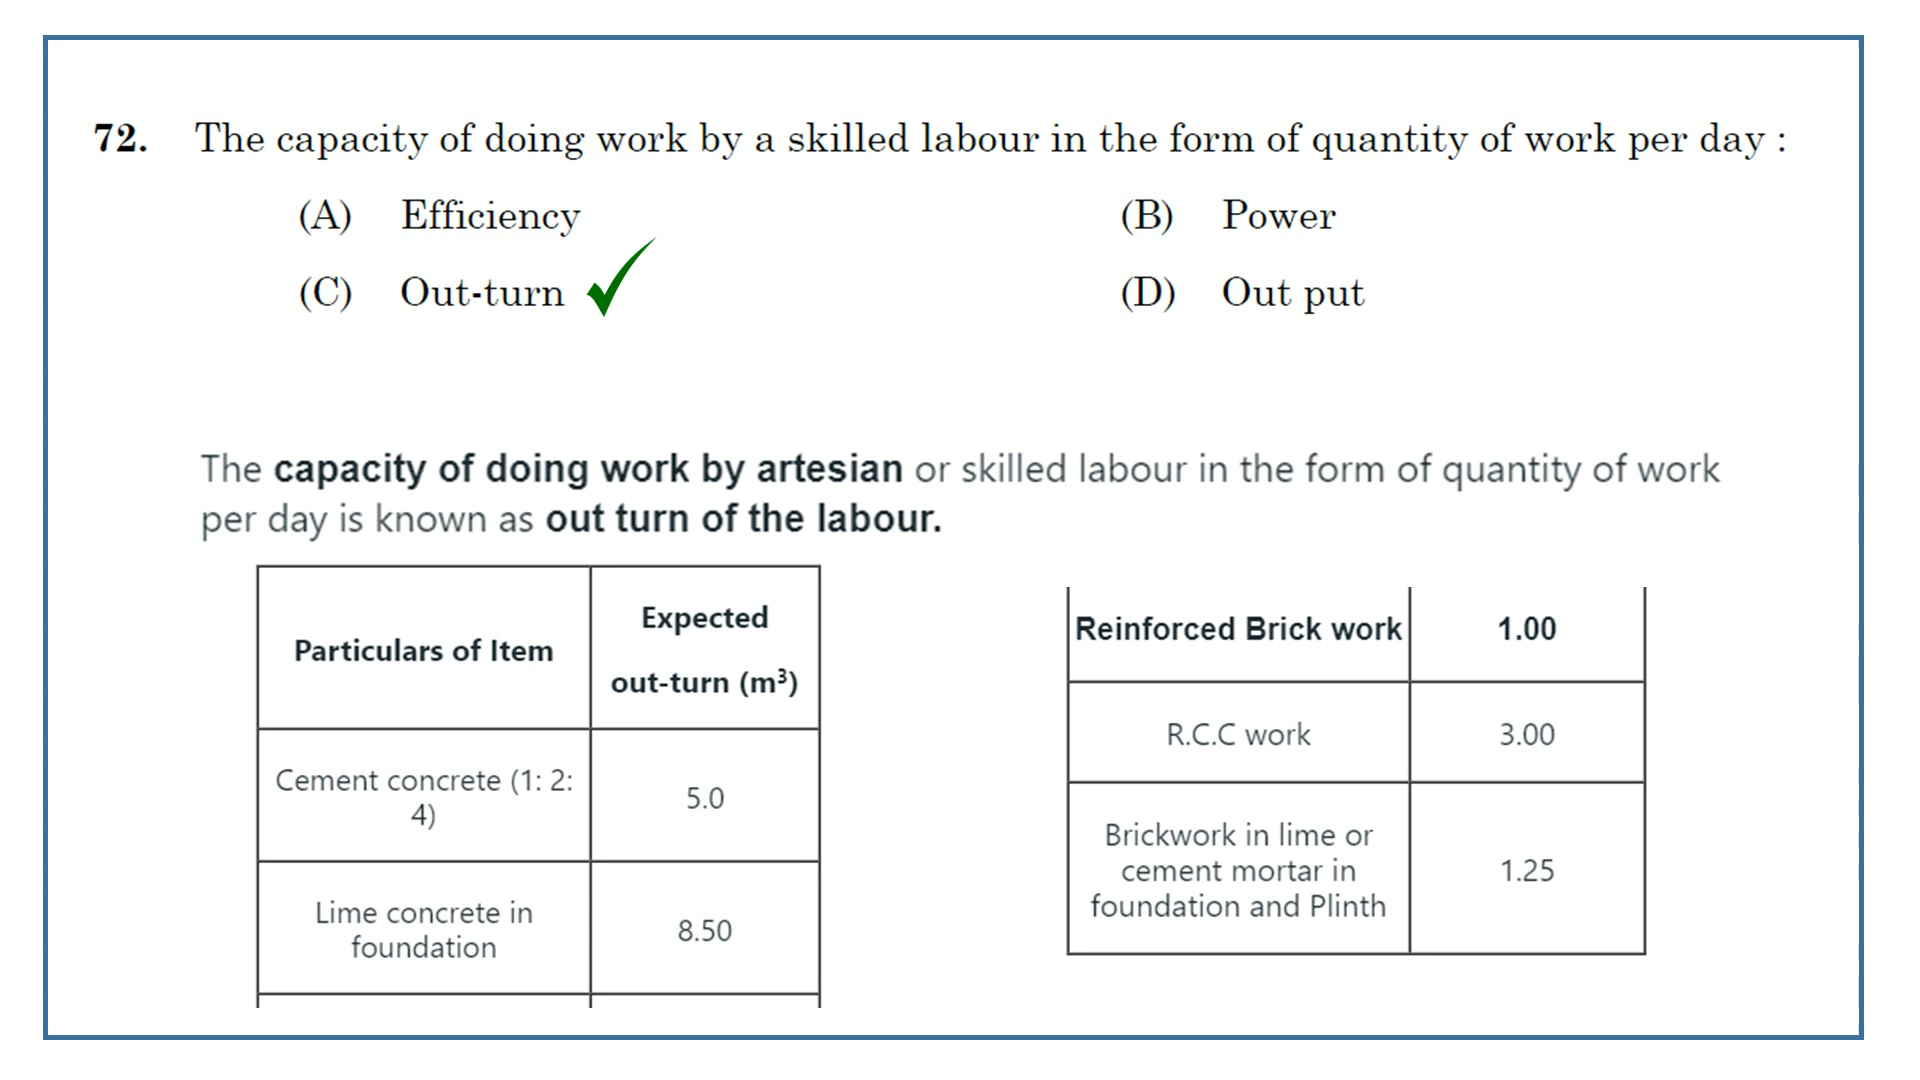 72. The capacity of doing work by a skilled labour in the form of quantity of work per day :
(A) Efficiency (B) Power
(C) Out-turn (D) Out put
The capacity of doing work by artesian or skilled labour in the form of quantity of work
per day is known as out turn of the labour.
Particulars of Item
Expected
out-turn (m³)
Cement concrete (1: 2:
4)
5.0
Lime concrete in
foundation
8.50
Reinforced Brick work 1.00
R.C.C work 3.00
Brickwork in lime or
cement mortar in
foundation and Plinth
1.25